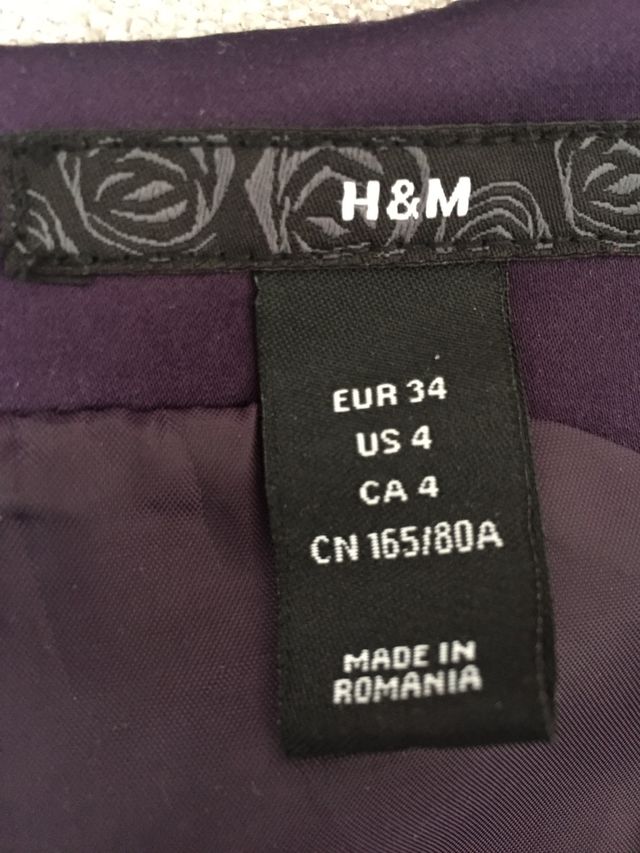 H&M
EUR 34
US 4
CA 4
CN 165/80A
MADE IN
ROMANIA